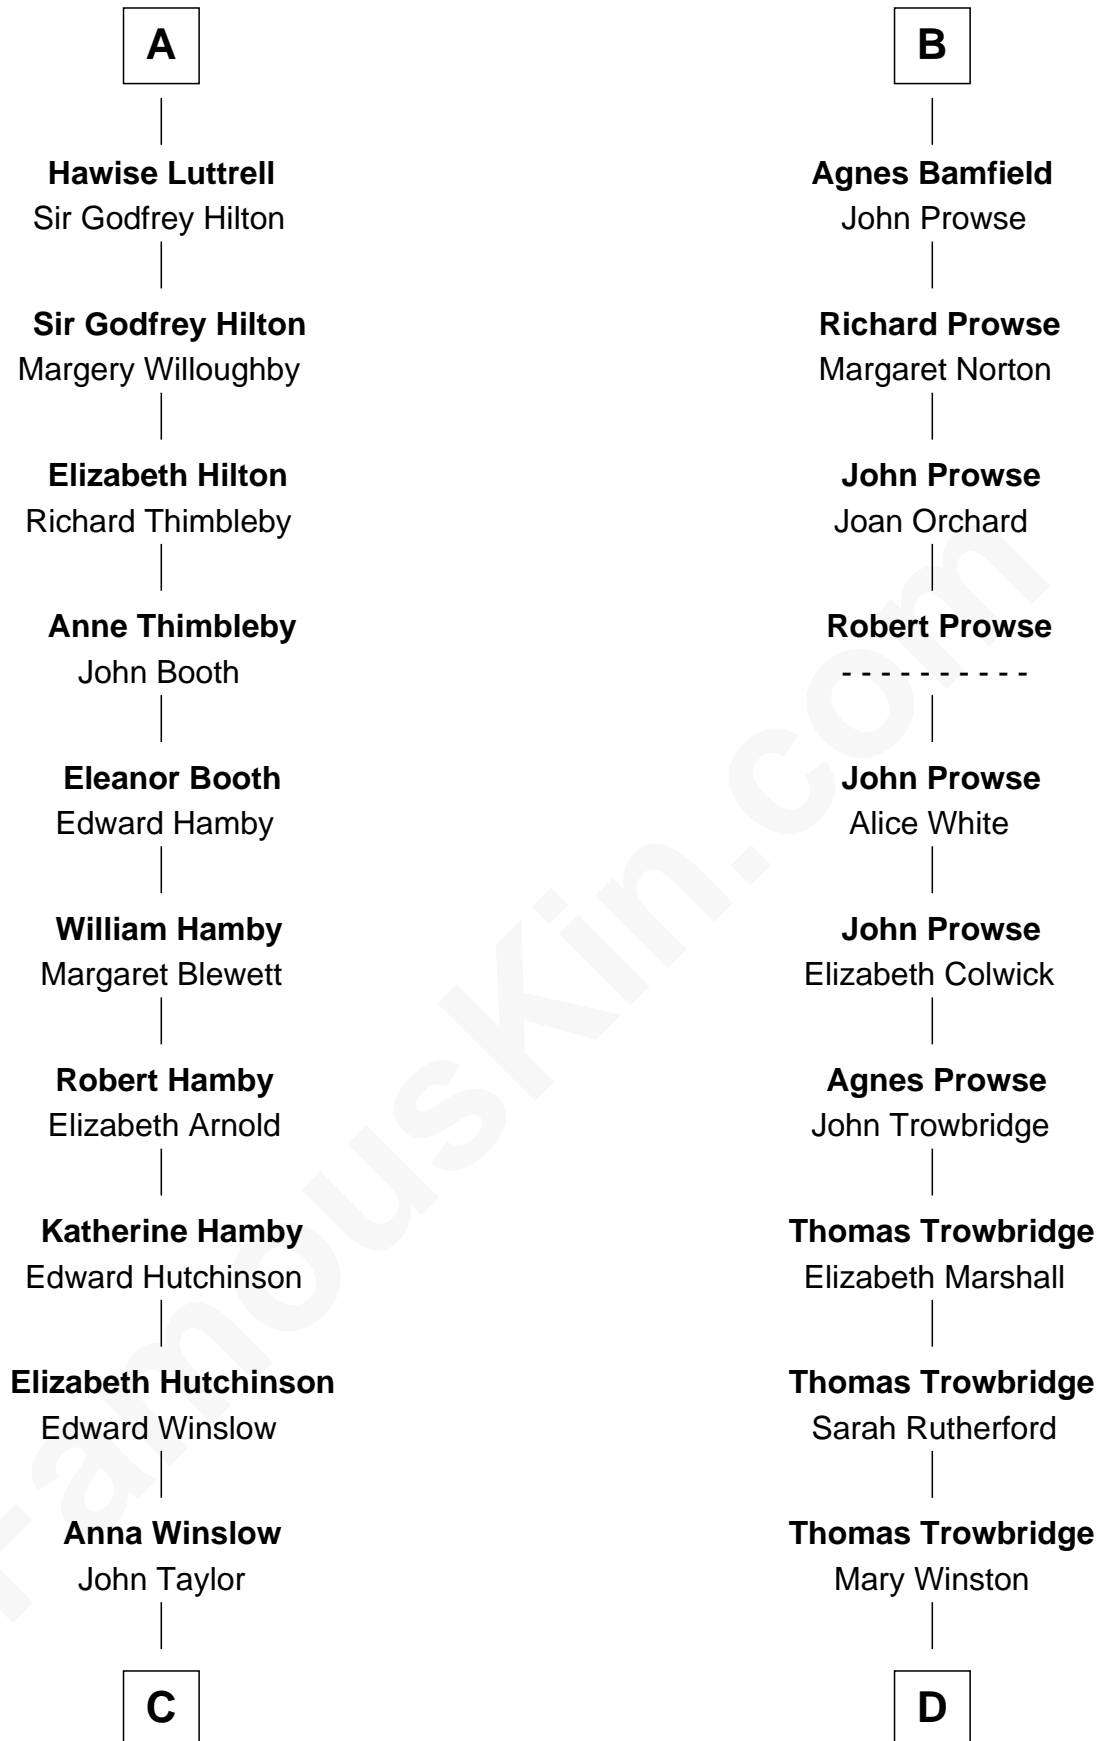 A
Hawise Luttrell
Sir Godfrey Hilton
Sir Godfrey Hilton
Margery Willoughby
Elizabeth Hilton
Richard Thimbleby
Anne Thimbleby
John Booth
Eleanor Booth
Edward Hamby
William Hamby
Margaret Blewett
Robert Hamby
Elizabeth Arnold
Katherine Hamby
Edward Hutchinson
Elizabeth Hutchinson
Edward Winslow
Anna Winslow
John Taylor
C
B
Agnes Bamfield
John Prowse
Richard Prowse
Margaret Norton
John Prowse
Joan Orchard
Robert Prowse
- - - - - - - - - -
John Prowse
Alice White
John Prowse
Elizabeth Colwick
Agnes Prowse
John Trowbridge
Thomas Trowbridge
Elizabeth Marshall
Thomas Trowbridge
Sarah Rutherford
Thomas Trowbridge
Mary Winston
D
FamousKin.com